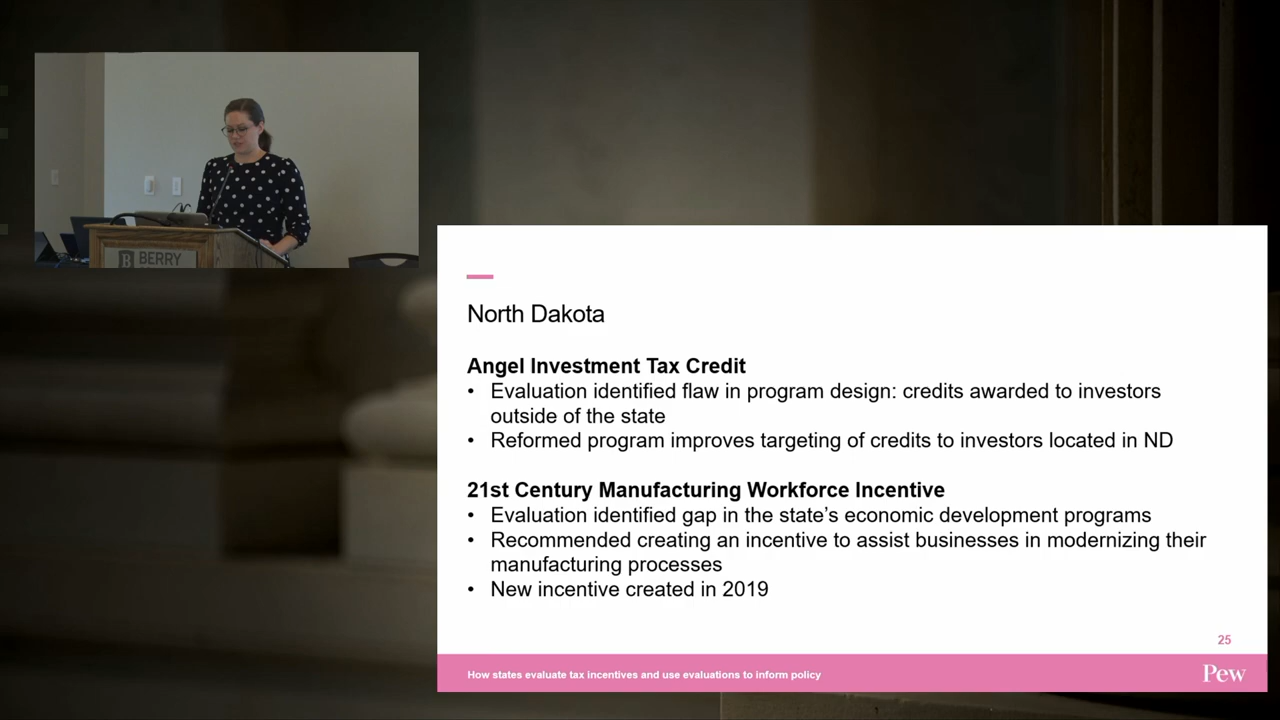 B BERRY
North Dakota
Angel Investment Tax Credit
• Evaluation identified flaw in program design: credits awarded to investors
outside of the state
• Reformed program improves targeting of credits to investors located in ND
21st Century Manufacturing Workforce Incentive
• Evaluation identified gap in the state’s economic development programs
• Recommended creating an incentive to assist businesses in modernizing their
manufacturing processes
• New incentive created in 2019
25
How states evaluate tax incentives and use evaluations to inform policy
Pew